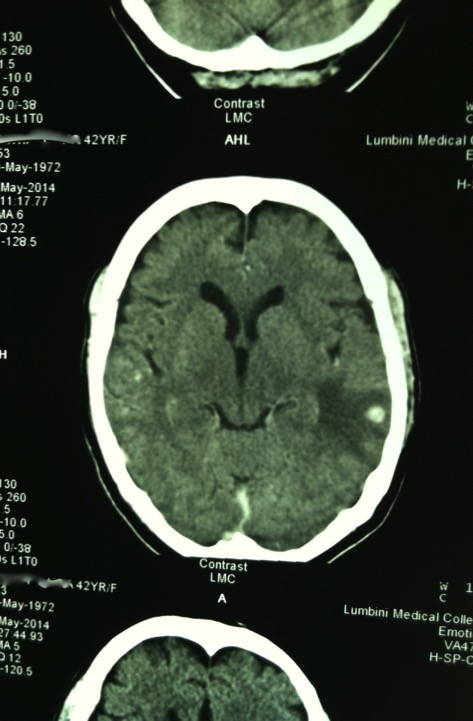 130
s 260
1.5
-10.0
5.0
0 0/-38
0s L1T0
Contrast
LMC
W
C
42YR/F
AHL
Lumbini Medical C
E
53
-May-1972
H-
May-2014
11:17.77
MA 6
Q 22
-128.5
H
130
s 260
.5
-10 0
5.0
0/-38
0s L1T0
Contrast
LMC
42YR/F
A
W 1
C
3
-May-1972
Lumbini Medical Colle
Emoti
May-2014
27:44 93
VA47
MA 5
H-SP-C
Q 12
-120.5